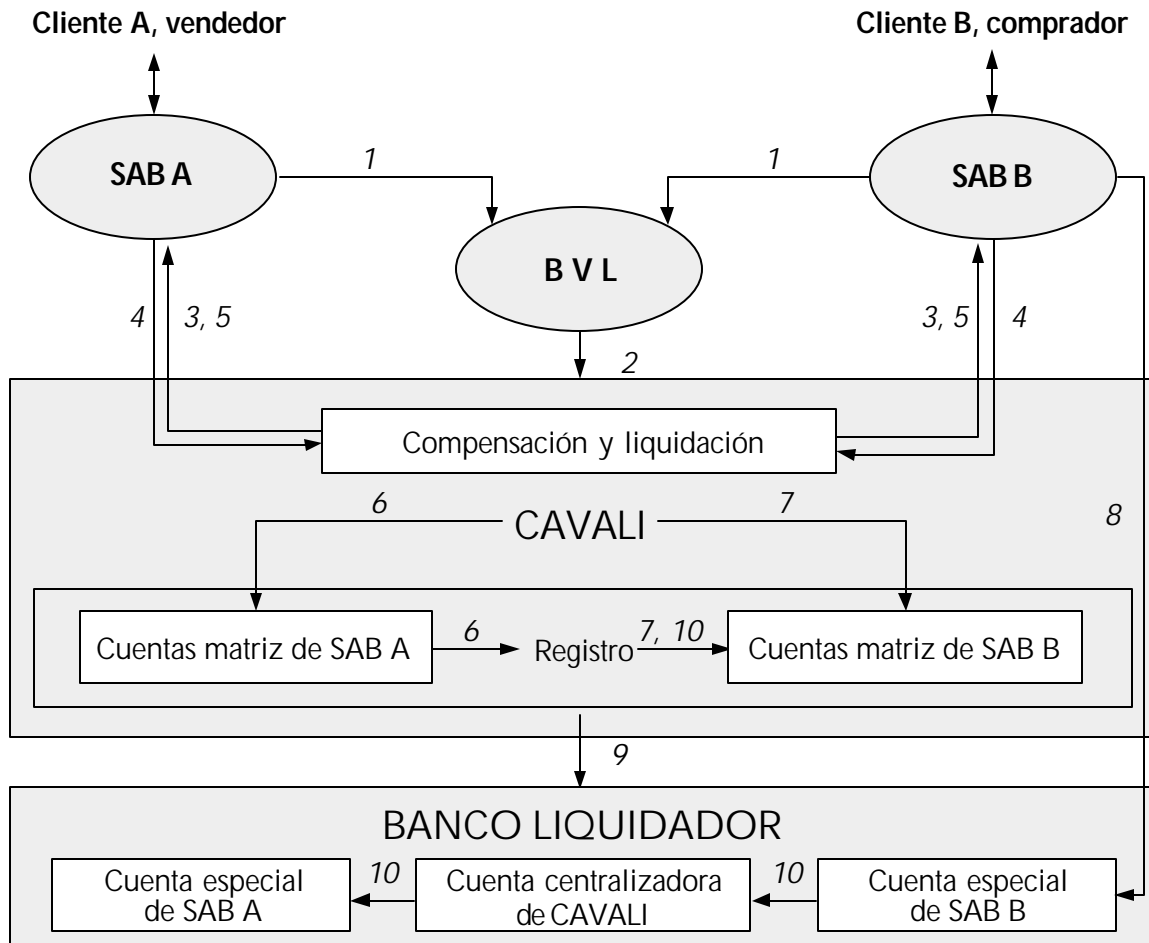 Cliente A, vendedor
Cliente B, comprador
SAB A
1
1
SAB B
B V L
4
3, 5
3, 5
4
2
Compensación y liquidación
6
CAVALI
7
8
Cuentas matriz de SAB A
6
Registro
7, 10
Cuentas matriz de SAB B
9
BANCO LIQUIDADOR
Cuenta especial
de SAB A
10
Cuenta centralizadora
de CAVALI
10
Cuenta especial
de SAB B